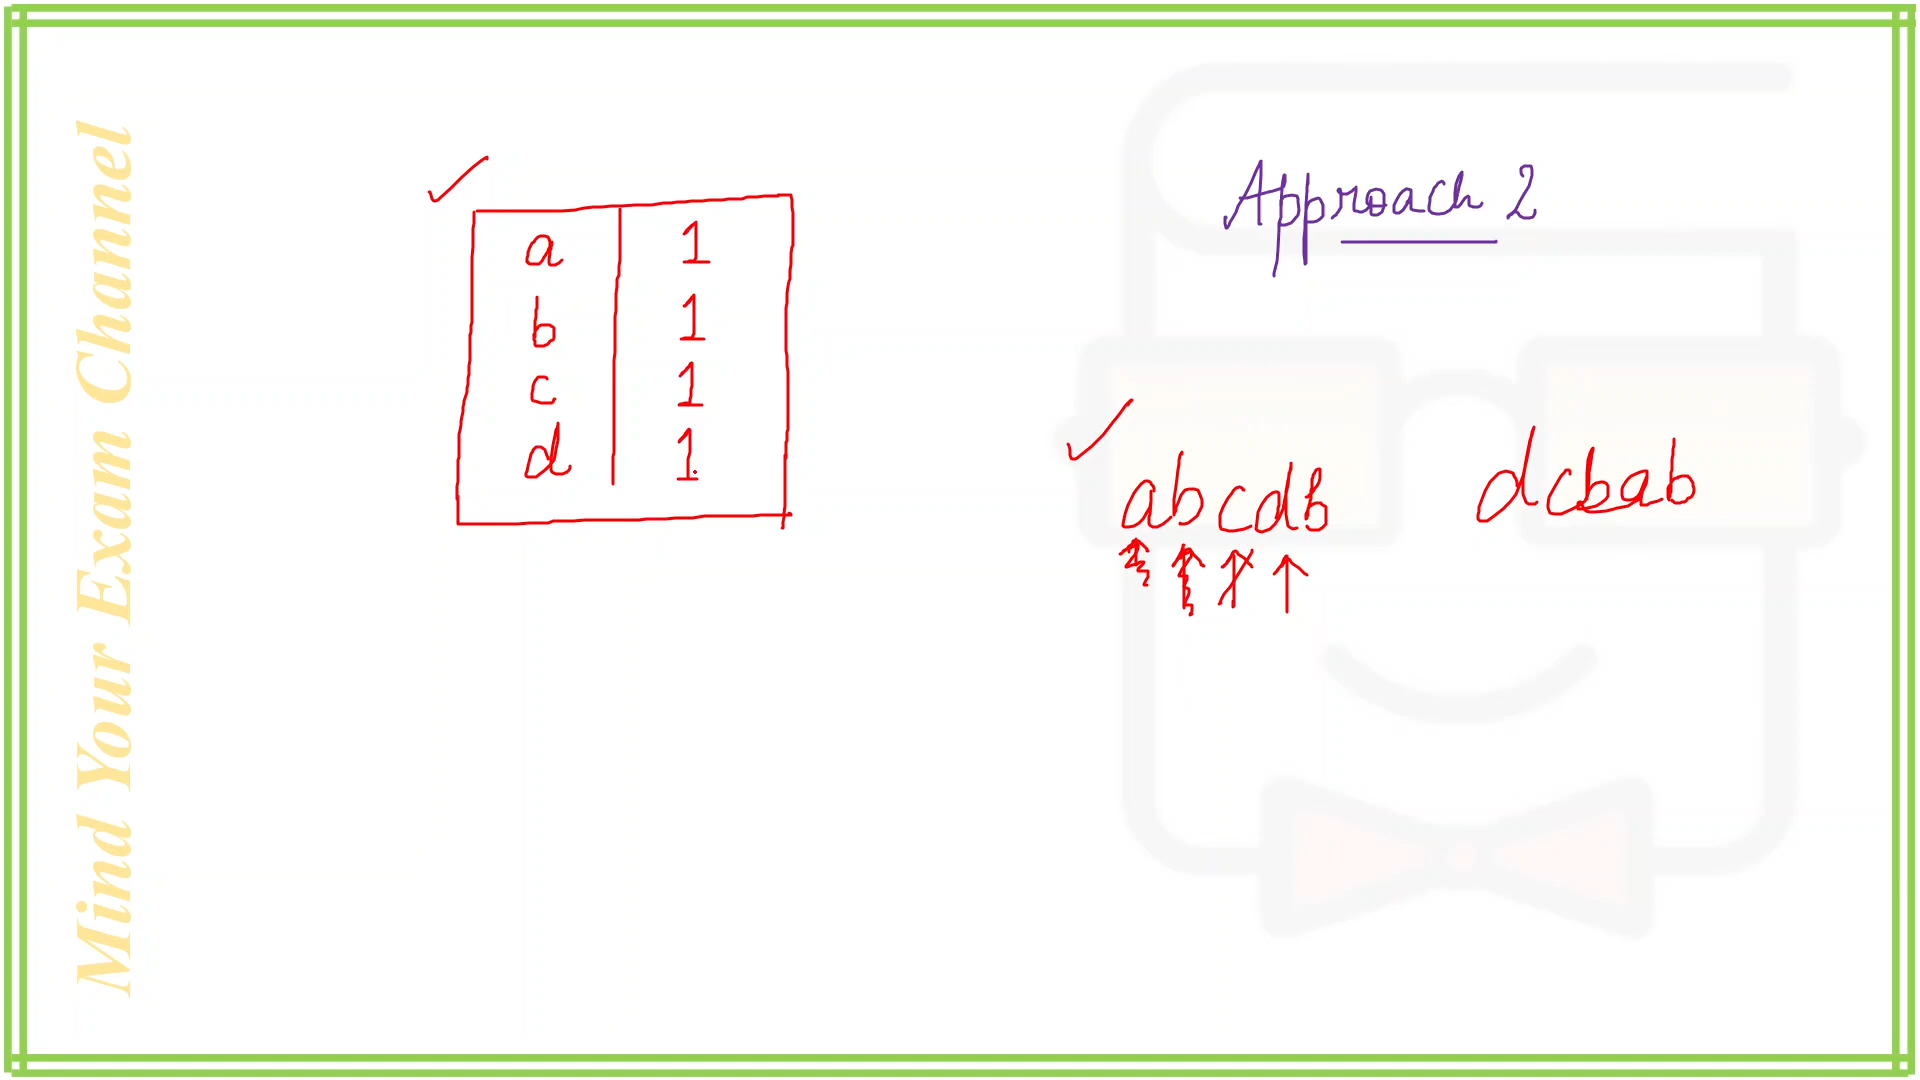 Mind Your Exam Channel
Approach 2
a 1
b 1
c 1
d 1
abcdb dcbab